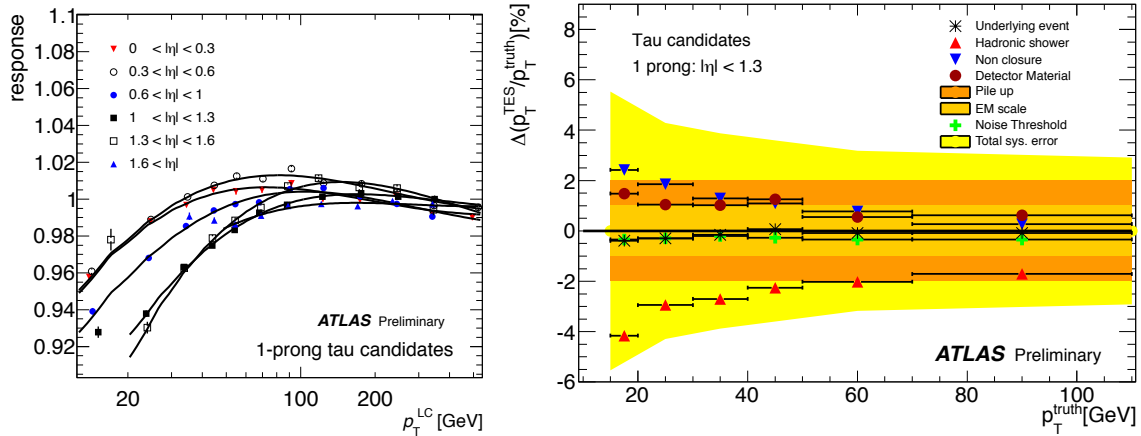 response
1.1
1.08
1.06
1.04
1.02
1
0.98
0.96
0.94
0.92
0 < |η| < 0.3
0.3 < |η| < 0.6
0.6 < |η| < 1
1 < |η| < 1.3
1.3 < |η| < 1.6
1.6 < |η|
ATLAS Preliminary
1-prong tau candidates
20
100
200
p_T^LC [GeV]
Δ(p_T^TES/p_T^truth)[%]
8
6
4
2
0
-2
-4
-6
Tau candidates
1 prong: |η| < 1.3
Underlying event
Hadronic shower
Non closure
Detector Material
Pile up
EM scale
Noise Threshold
Total sys. error
ATLAS Preliminary
20
40
60
80
100
p_T^truth [GeV]